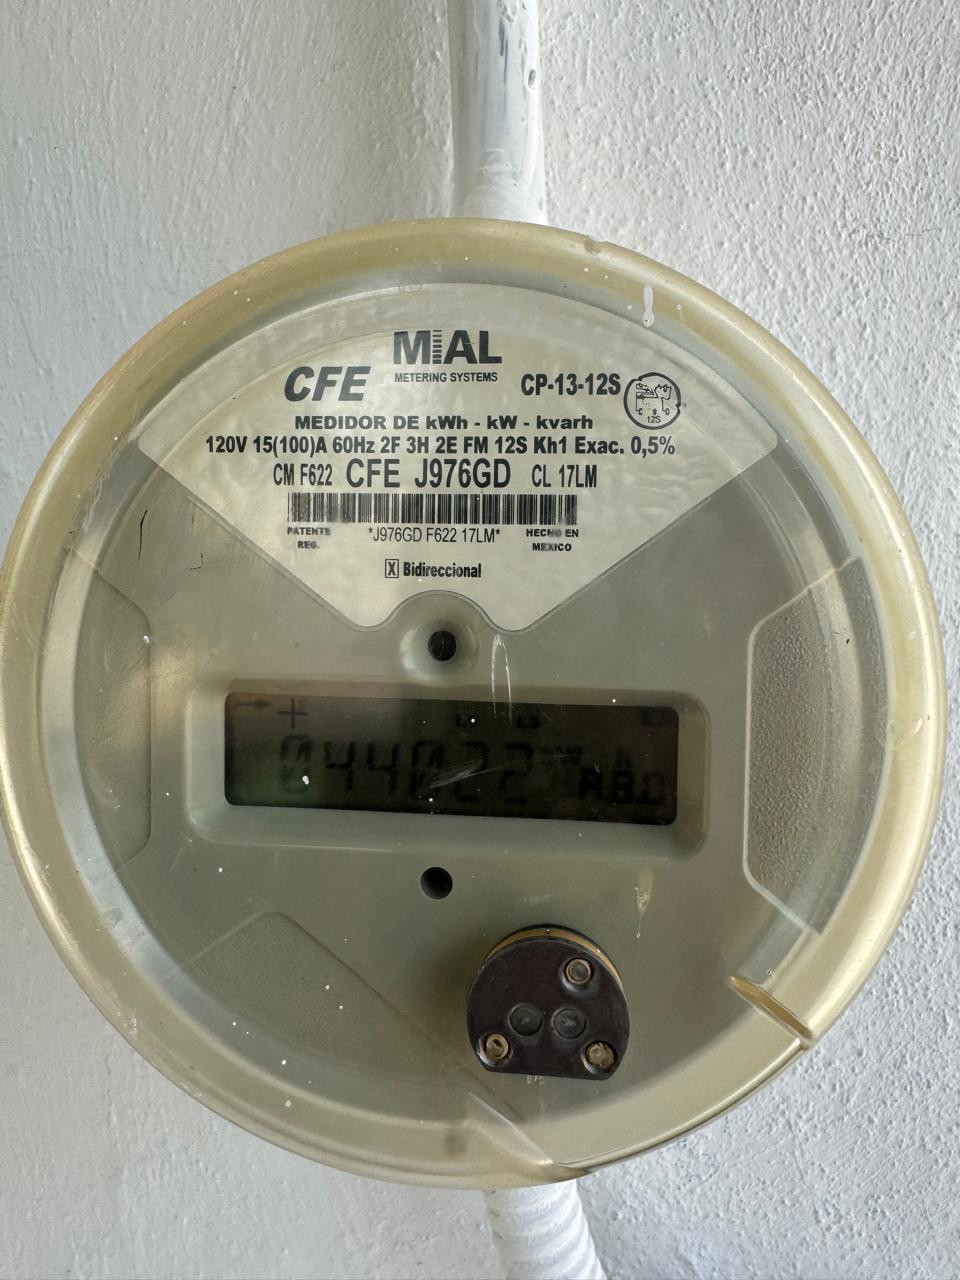 MIAL
METERING SYSTEMS
CFE
CP-13-12S
12S
MEDIDOR DE kWh - kW - kvarh
120V 15(100)A 60Hz 2F 3H 2E FM 12S Kh1 Exac. 0,5%
CM F622 CFE J976GD CL 17LM
PATENTE REG.
*J976GD F622 17LM*
HECHO EN MEXICO
X Bidireccional
044022